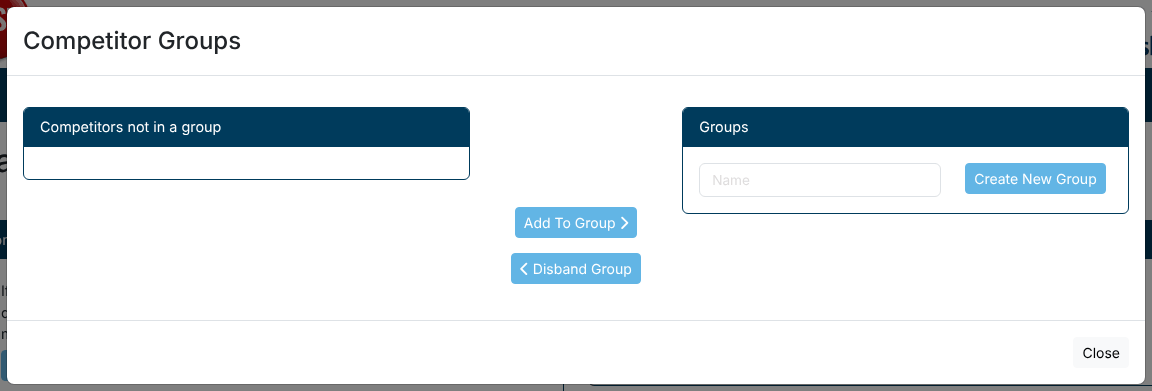 Competitor Groups
Competitors not in a group
Groups
Name
Create New Group
Add To Group
Disband Group
Close